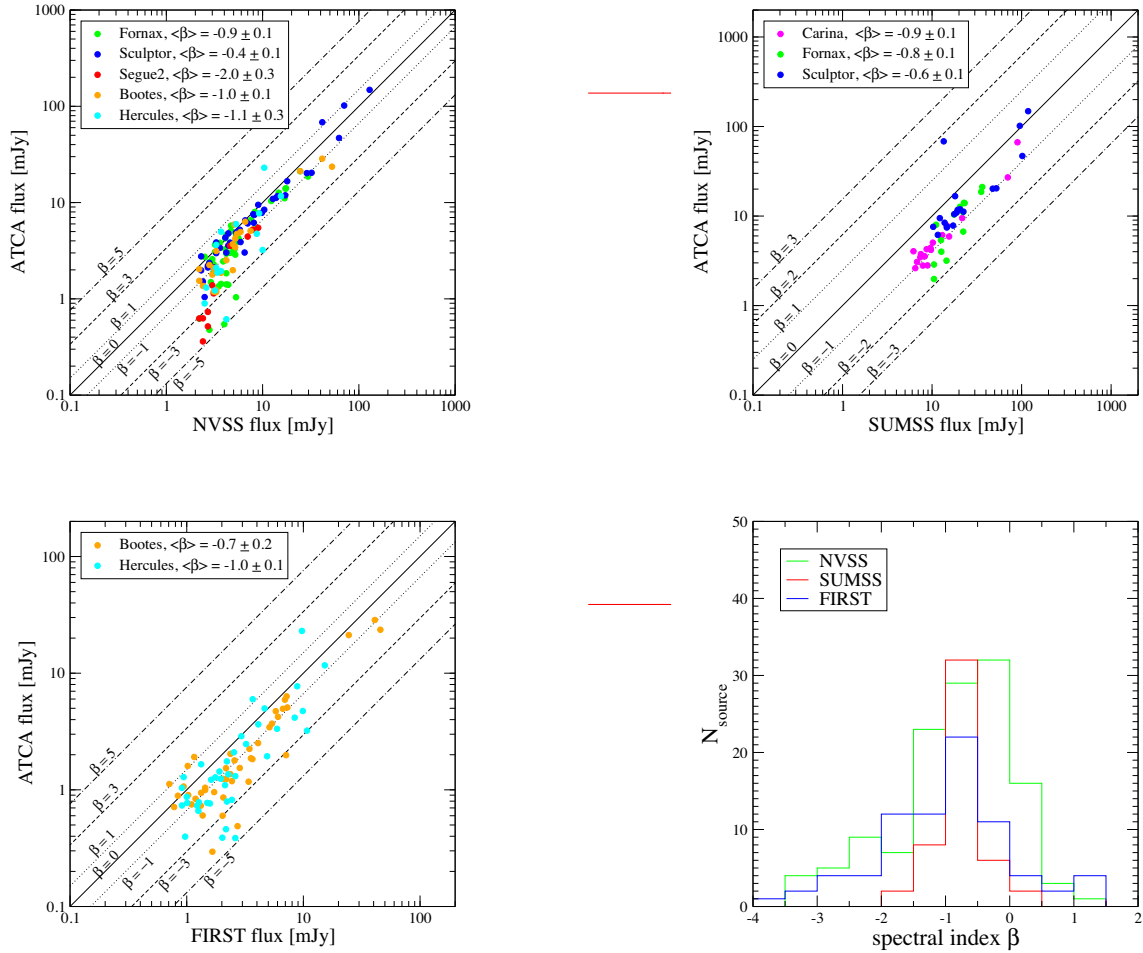 1000
100
10
1
0.1
ATCA flux [mJy]
Fornax, <β> = -0.9 ± 0.1
Sculptor, <β> = -0.4 ± 0.1
Segue2, <β> = -2.0 ± 0.3
Bootes, <β> = -1.0 ± 0.1
Hercules, <β> = -1.1 ± 0.3
β = 5
β = 3
β = 1
β = 0
β = −1
β = −3
β = −5
0.1 1 10 100 1000
NVSS flux [mJy]
1000
100
10
1
0.1
ATCA flux [mJy]
Carina, <β> = -0.9 ± 0.1
Fornax, <β> = -0.8 ± 0.1
Sculptor, <β> = -0.6 ± 0.1
β = 3
β = 2
β = 1
β = 0
β = −1
β = −2
β = −3
0.1 1 10 100 1000
SUMSS flux [mJy]
100
10
1
0.1
ATCA flux [mJy]
Bootes, <β> = -0.7 ± 0.2
Hercules, <β> = -1.0 ± 0.1
β = 5
β = 3
β = 1
β = 0
β = −1
β = −3
β = −5
0.1 1 10 100
FIRST flux [mJy]
50
40
30
20
10
0
N_source
NVSS
SUMSS
FIRST
-4 -3 -2 -1 0 1 2
spectral index β